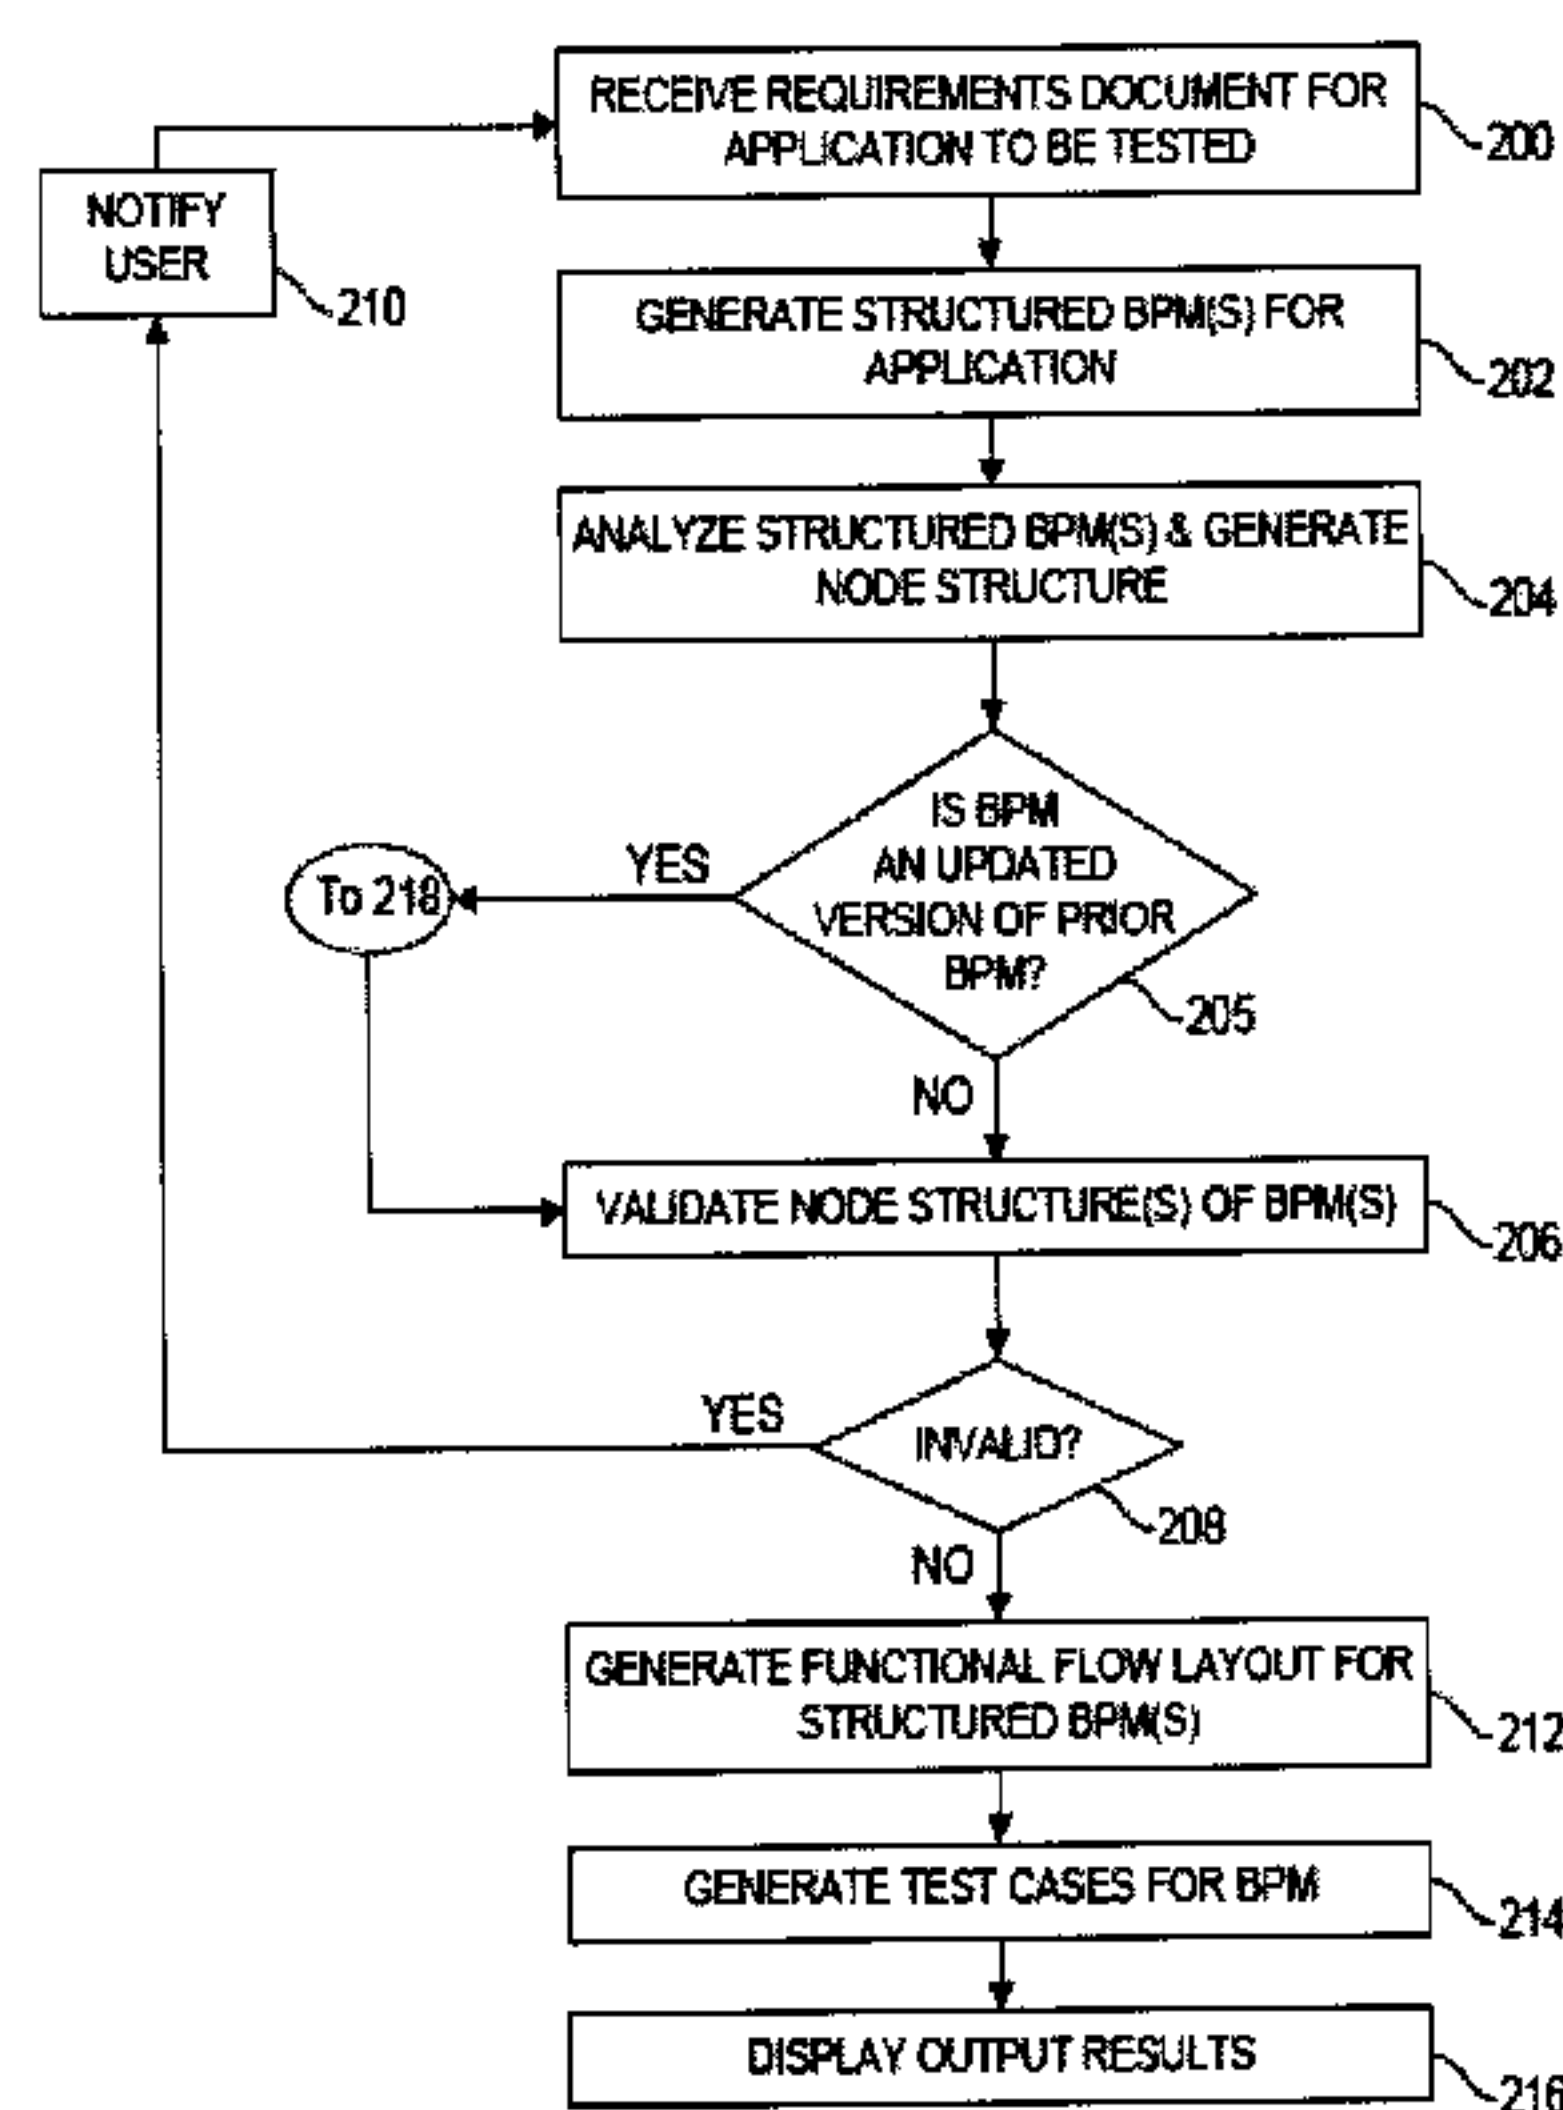 RECEIVE REQUIREMENTS DOCUMENT FOR
APPLICATION TO BE TESTED
200
NOTIFY
USER
210
GENERATE STRUCTURED BPM(S) FOR
APPLICATION
202
ANALYZE STRUCTURED BPM(S) & GENERATE
NODE STRUCTURE
204
IS BPM
AN UPDATED
VERSION OF PRIOR
BPM?
205
YES
To 218
NO
VALIDATE NODE STRUCTURE(S) OF BPM(S)
206
INVALID?
208
YES
NO
GENERATE FUNCTIONAL FLOW LAYOUT FOR
STRUCTURED BPM(S)
212
GENERATE TEST CASES FOR BPM
214
DISPLAY OUTPUT RESULTS
216